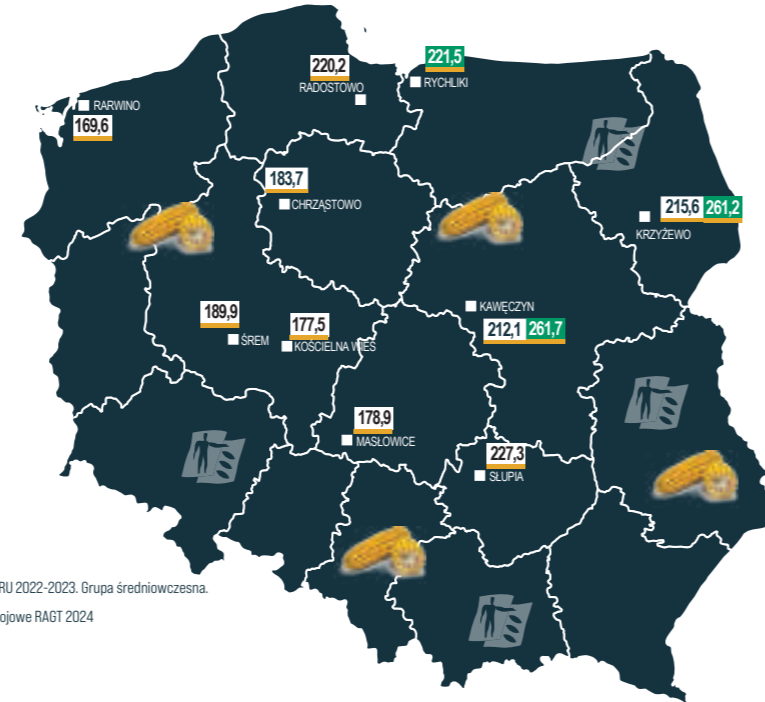 221,5
220,2
RYCHLIKI
RADOSTOWO
RARWINO
169,6
183,7
CHRZĄSTOWO
215,6 261,2
KRZYŻEWO
KAWĘCZYN
212,1 261,7
189,9
ŚREM
177,5
KOŚCIELNA WIEŚ
178,9
MASŁOWICE
227,3
SŁUPIA
RU 2022-2023. Grupa średniowczesna.
ojowe RAGT 2024